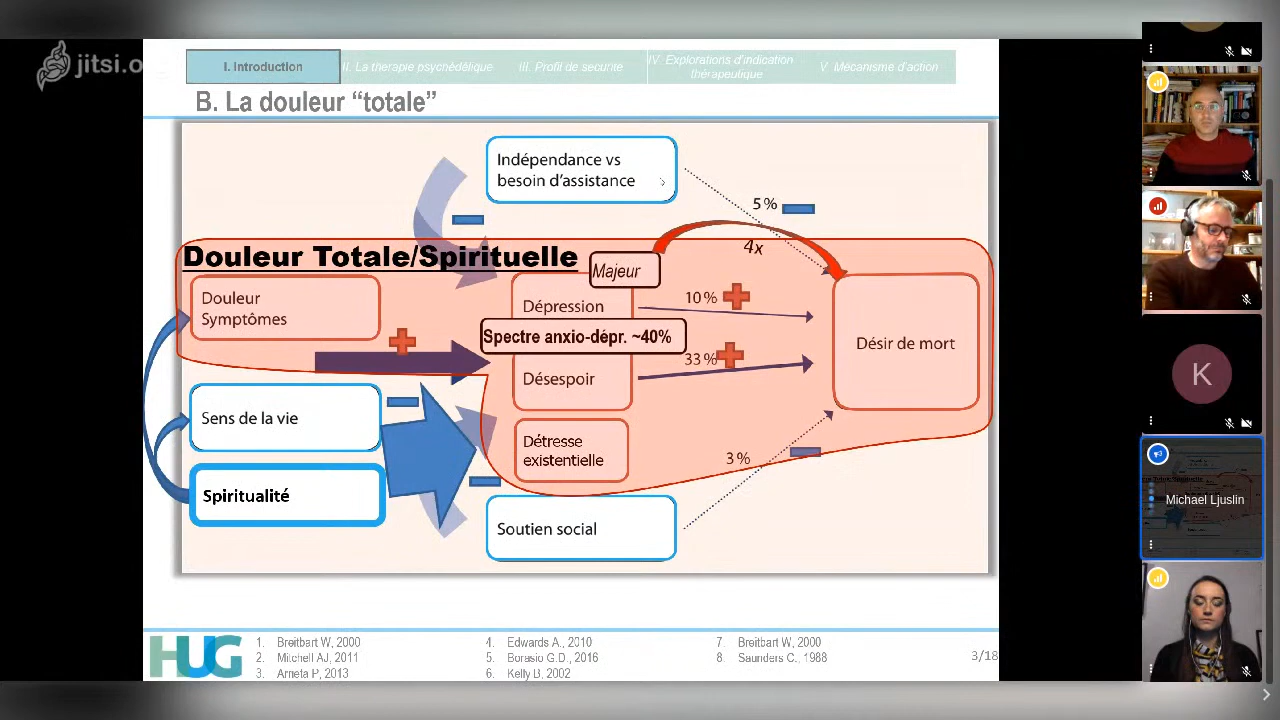 jitsi.o
I. Introduction
II. La thérapie psychédélique
III. Profil de sécurité
IV. Explorations d'indication
thérapeutique
V. Mécanisme d'action
B. La douleur “totale”
Indépendance vs
besoin d'assistance
5 %
4x
Douleur Totale/Spirituelle
Majeur
Douleur
Symptômes
Dépression
10 %
Spectre anxio-dépr. ~40%
33 %
Désir de mort
Désespoir
Sens de la vie
Détresse
existentielle
3 %
Spiritualité
Soutien social
K
Michael Ljuslin
HUG
1. Breitbart W, 2000
2. Mitchell AJ, 2011
3. Arrieta P, 2013
4. Edwards A., 2010
5. Borasio G.D., 2016
6. Kelly B, 2002
7. Breitbart W, 2000
8. Saunders C., 1988
3/18